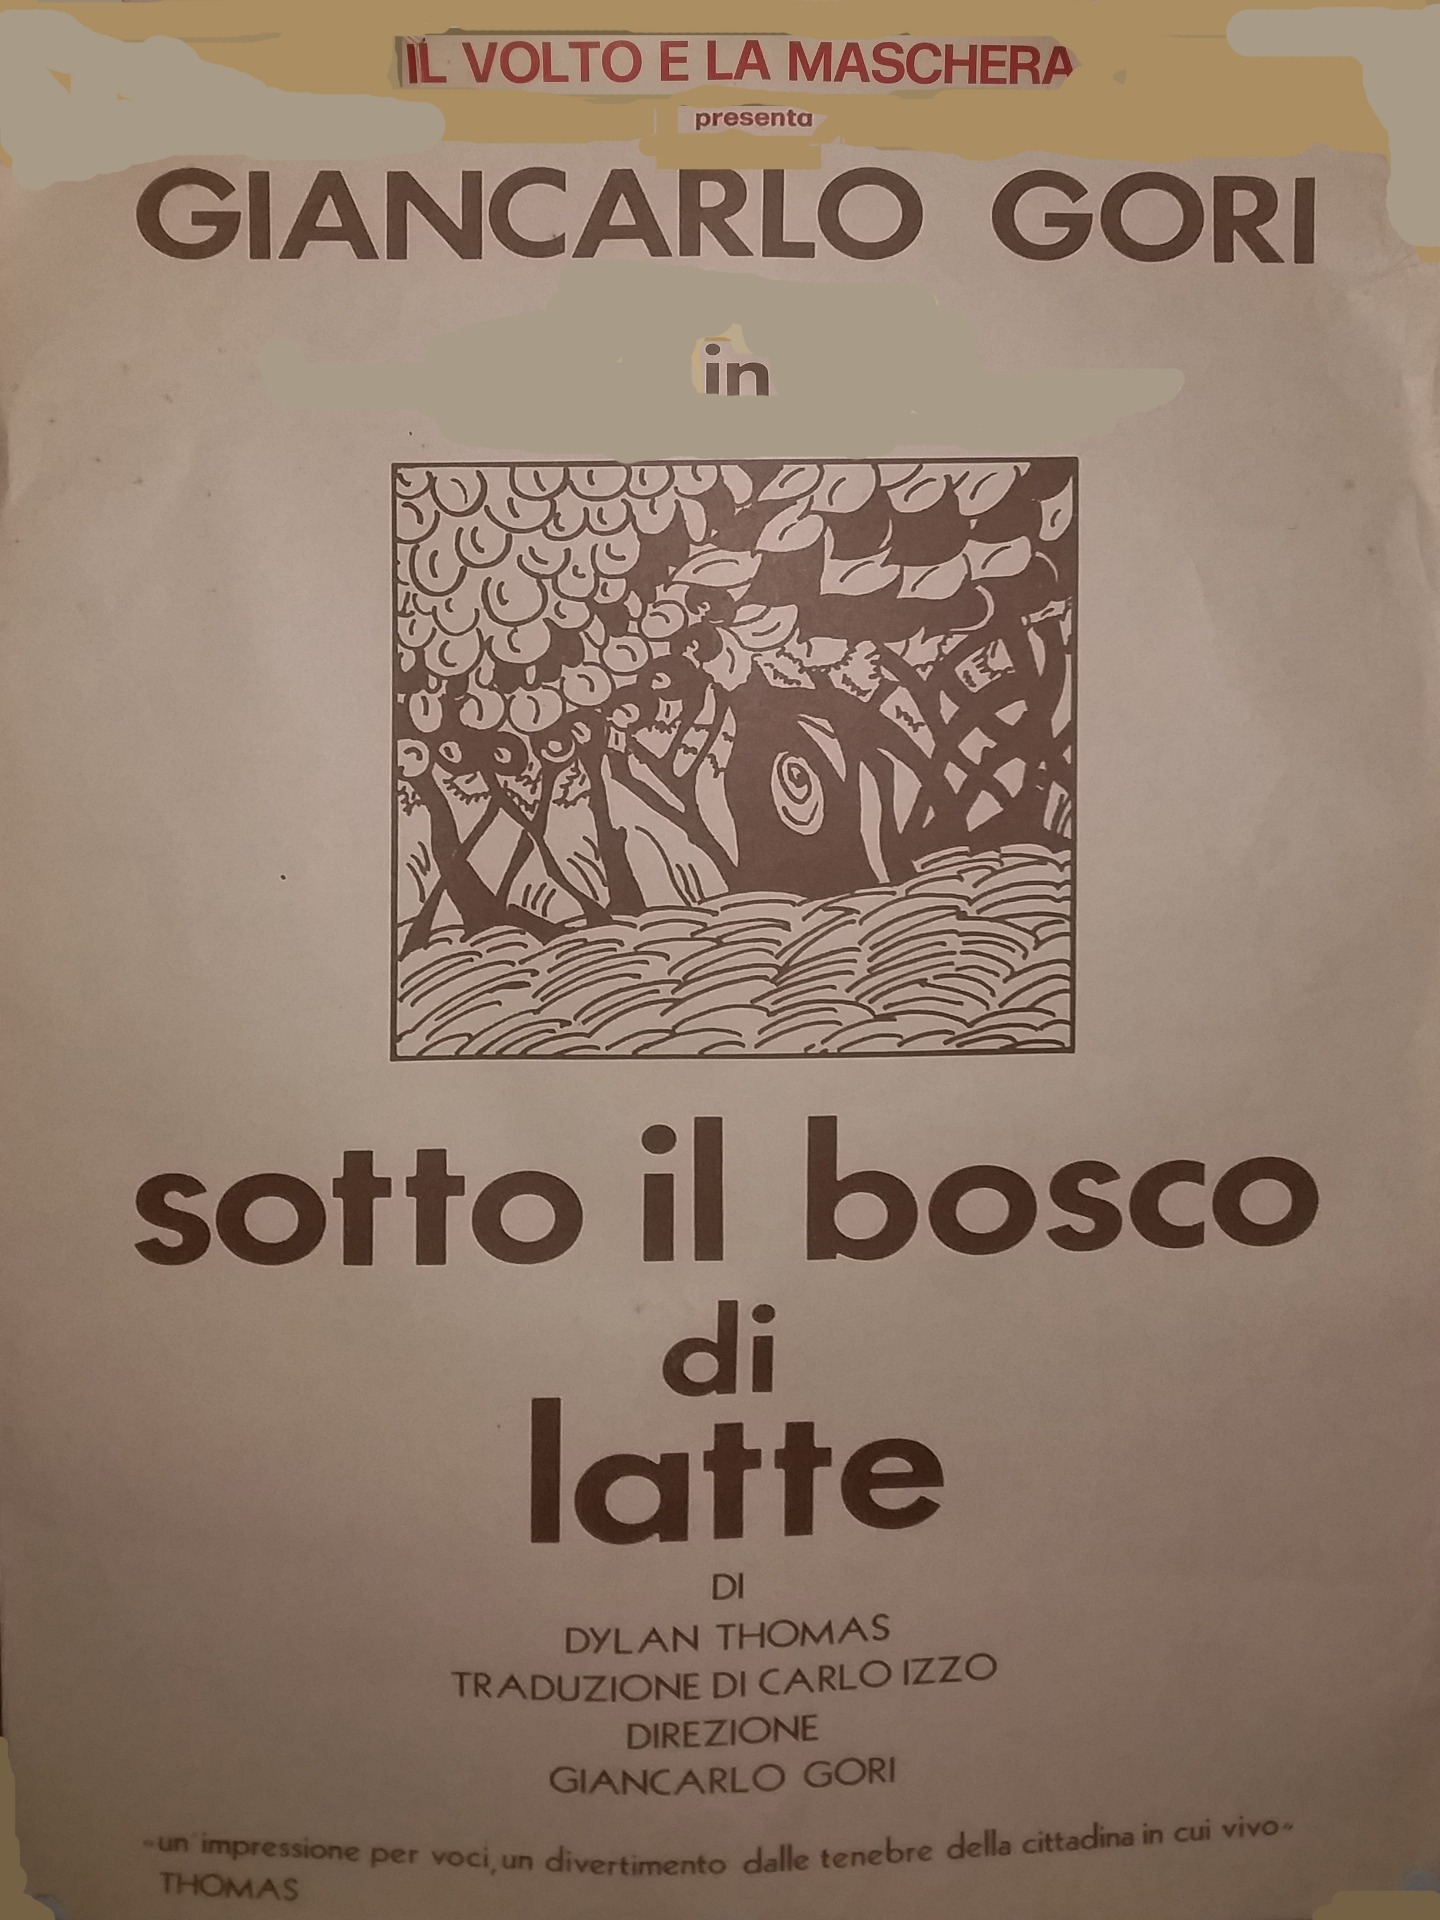 IL VOLTO E LA MASCHERA
presenta
GIANCARLO GORI
in
sotto il bosco
di
latte
DI
DYLAN THOMAS
TRADUZIONE DI CARLO IZZO
DIREZIONE
GIANCARLO GORI
«un'impressione per voci, un divertimento dalle tenebre della cittadina in cui vivo»
THOMAS